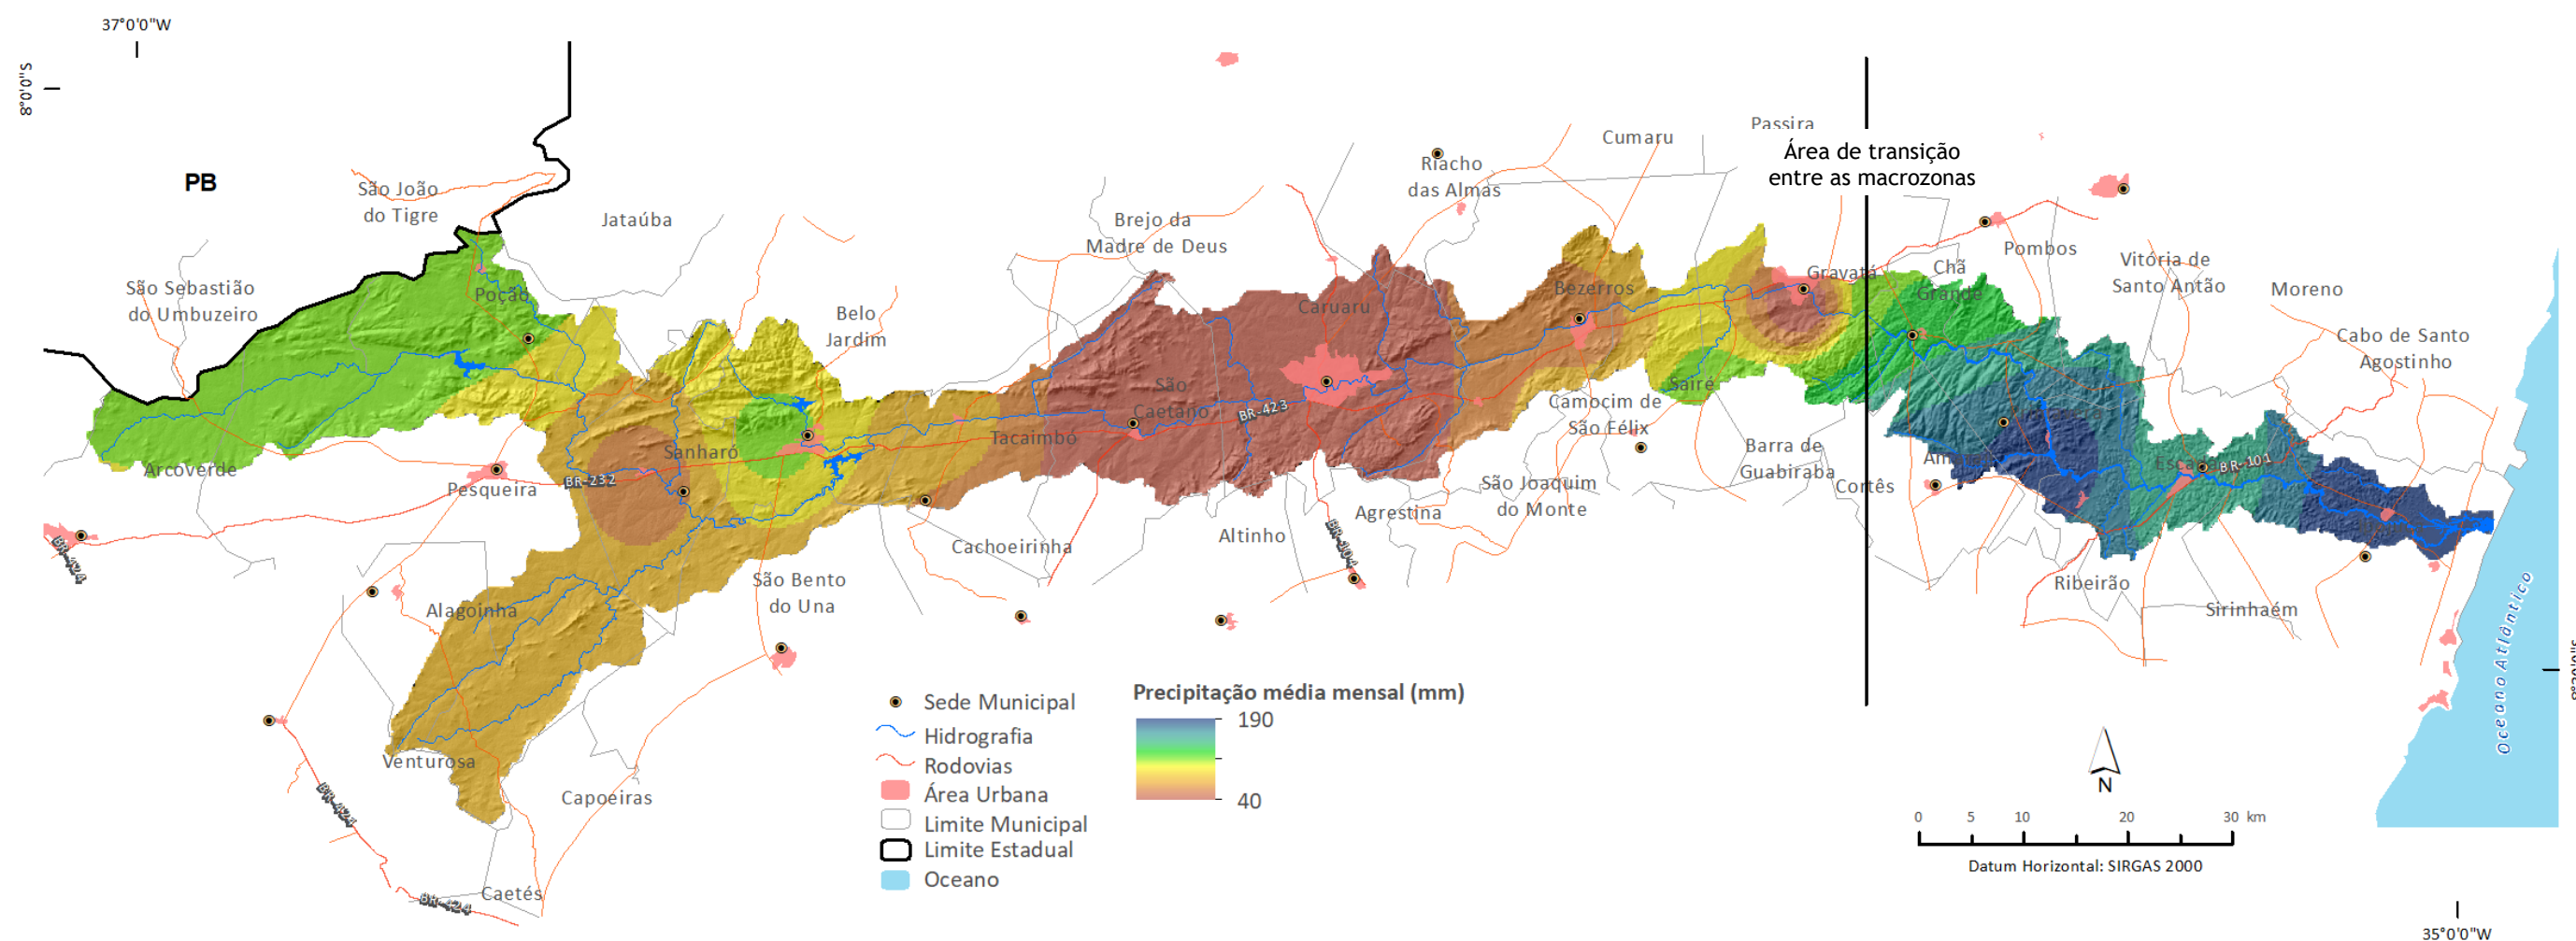 37°0'0"W
8°0'0"S
PB
São João
do Tigre
Jataúba
São Sebastião
do Umbuzeiro
Poção
Arcoverde
Pesqueira
BR-232
Sanharó
Belo
Jardim
BR-424
Alagoinha
São Bento
do Una
Venturosa
Capoeiras
Caetés
BR-424
Brejo da
Madre de Deus
Riacho
das Almas
Cumaru
Passira
Área de transição
entre as macrozonas
Caruaru
São
Caetano
BR-423
Tacaimbó
Cachoeirinha
Altinho
Agrestina
BR-104
Bezerros
Camocim de
São Félix
São Joaquim
do Monte
Sairé
Gravatá
Barra de
Guabiraba
Cortês
Chã
Grande
Pombos
Vitória de
Santo Antão
Moreno
Cabo de Santo
Agostinho
BR-101
Ribeirão
Sirinhaém
Oceano Atlântico
Sede Municipal
Hidrografia
Rodovias
Área Urbana
Limite Municipal
Limite Estadual
Oceano
Precipitação média mensal (mm)
190
40
N
0 5 10 20 30 km
Datum Horizontal: SIRGAS 2000
35°0'0"W